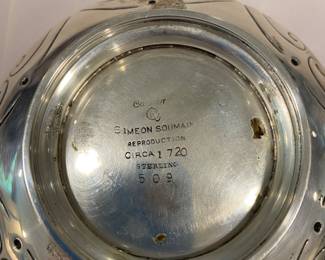 SIMEON SOUMAIN
REPRODUCTION
CIRCA 1720
STERLING
509